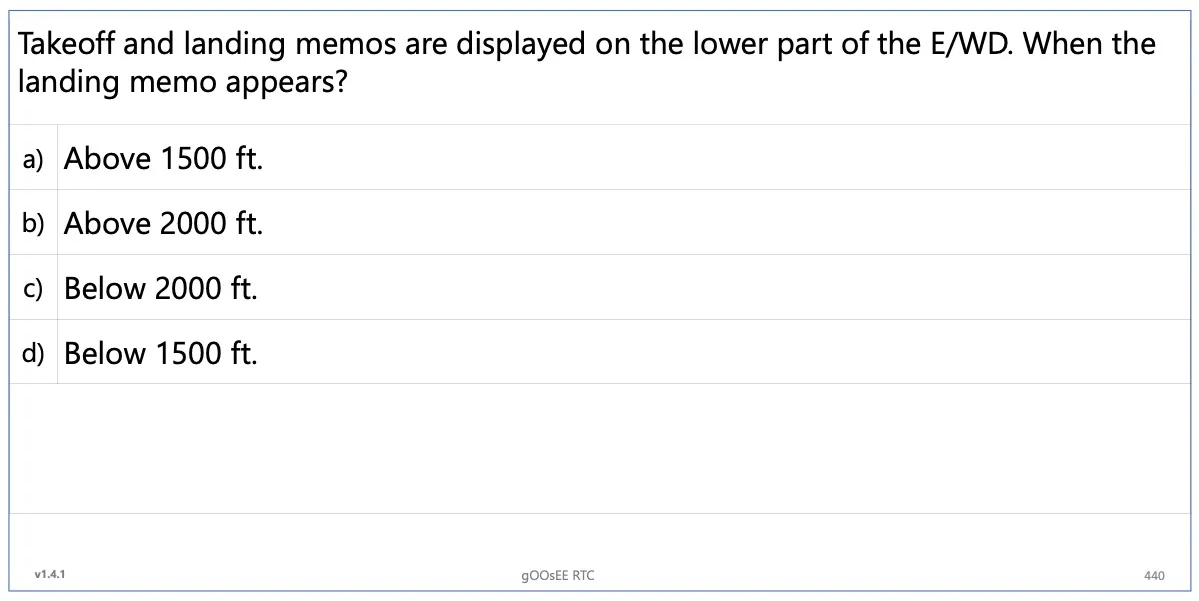 Takeoff and landing memos are displayed on the lower part of the E/WD. When the
landing memo appears?
a) Above 1500 ft.
b) Above 2000 ft.
c) Below 2000 ft.
d) Below 1500 ft.
v1.4.1 gOOsEE RTC 440